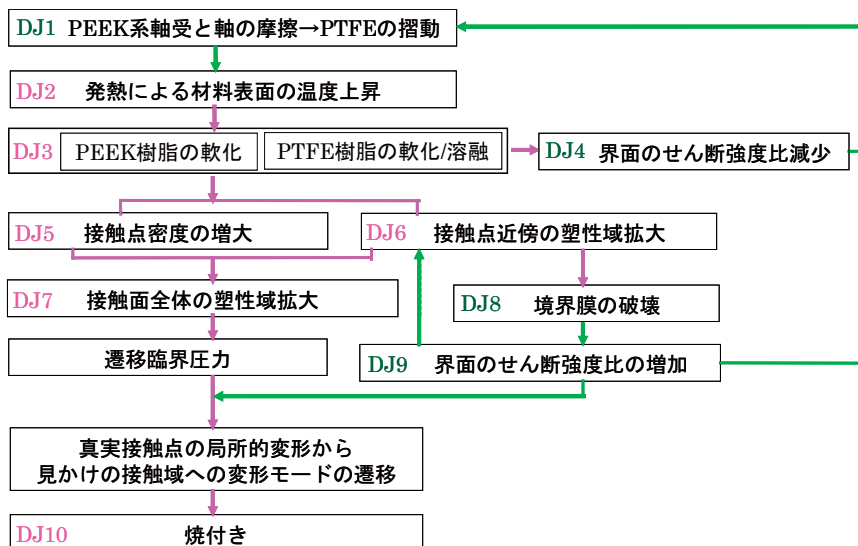 DJ1 PEEK系軸受と軸の摩擦→PTFEの摺動
DJ2 発熱による材料表面の温度上昇
DJ3 PEEK樹脂の軟化 PTFE樹脂の軟化/溶融
DJ4 界面のせん断強度比減少
DJ5 接触点密度の増大
DJ6 接触点近傍の塑性域拡大
DJ7 接触面全体の塑性域拡大
DJ8 境界膜の破壊
遷移臨界圧力
DJ9 界面のせん断強度比の増加
真実接触点の局所的変形から
見かけの接触域への変形モードの遷移
DJ10 焼付き